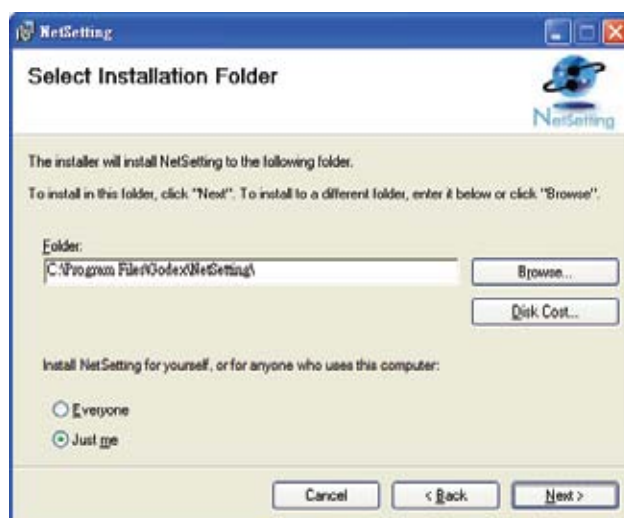 NetSetting
Select Installation Folder
NetSetting
The installer will install NetSetting to the following folder.
To install in this folder, click "Next". To install to a different folder, enter it below or click "Browse".
Folder:
C:\Program Files\Godex\NetSetting\
Browse...
Disk Cost...
Install NetSetting for yourself, or for anyone who uses this computer:
Everyone
Just me
Cancel
< Back
Next >